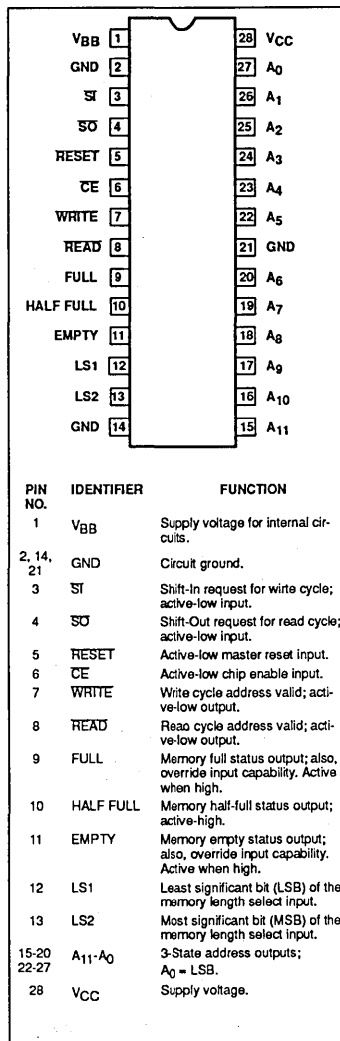 VBB 1 28 VCC
GND 2 27 A0
SI 3 26 A1
SO 4 25 A2
RESET 5 24 A3
CE 6 23 A4
WRITE 7 22 A5
READ 8 21 GND
FULL 9 20 A6
HALF FULL 10 19 A7
EMPTY 11 18 A8
LS1 12 17 A9
LS2 13 16 A10
GND 14 15 A11
PIN NO. IDENTIFIER FUNCTION
1 VBB Supply voltage for internal cir-
cuits.
2, 14, 21 GND Circuit ground.
3 SI Shift-In request for wirte cycle;
active-low input.
4 SO Shift-Out request for read cycle;
active-low input.
5 RESET Active-low master reset input.
6 CE Active-low chip enable input.
7 WRITE Write cycle address valid; acti-
ve-low output.
8 READ Read cycle address valid; acti-
ve-low output.
9 FULL Memory full status output; also,
override input capability. Active
when high.
10 HALF FULL Memory half-full status output;
active-high.
11 EMPTY Memory empty status output;
also, override input capability.
Active when high.
12 LS1 Least significant bit (LSB) of the
memory length select input.
13 LS2 Most significant bit (MSB) of the
memory length select input.
15-20 22-27 A11-A0 3-State address outputs;
A0 = LSB.
28 VCC Supply voltage.